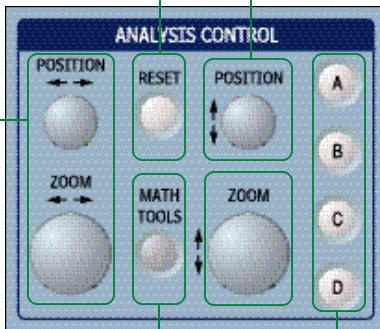 ANALYSIS CONTROL
POSITION
RESET
POSITION
ZOOM
MATH
TOOLS
ZOOM
A
B
C
D